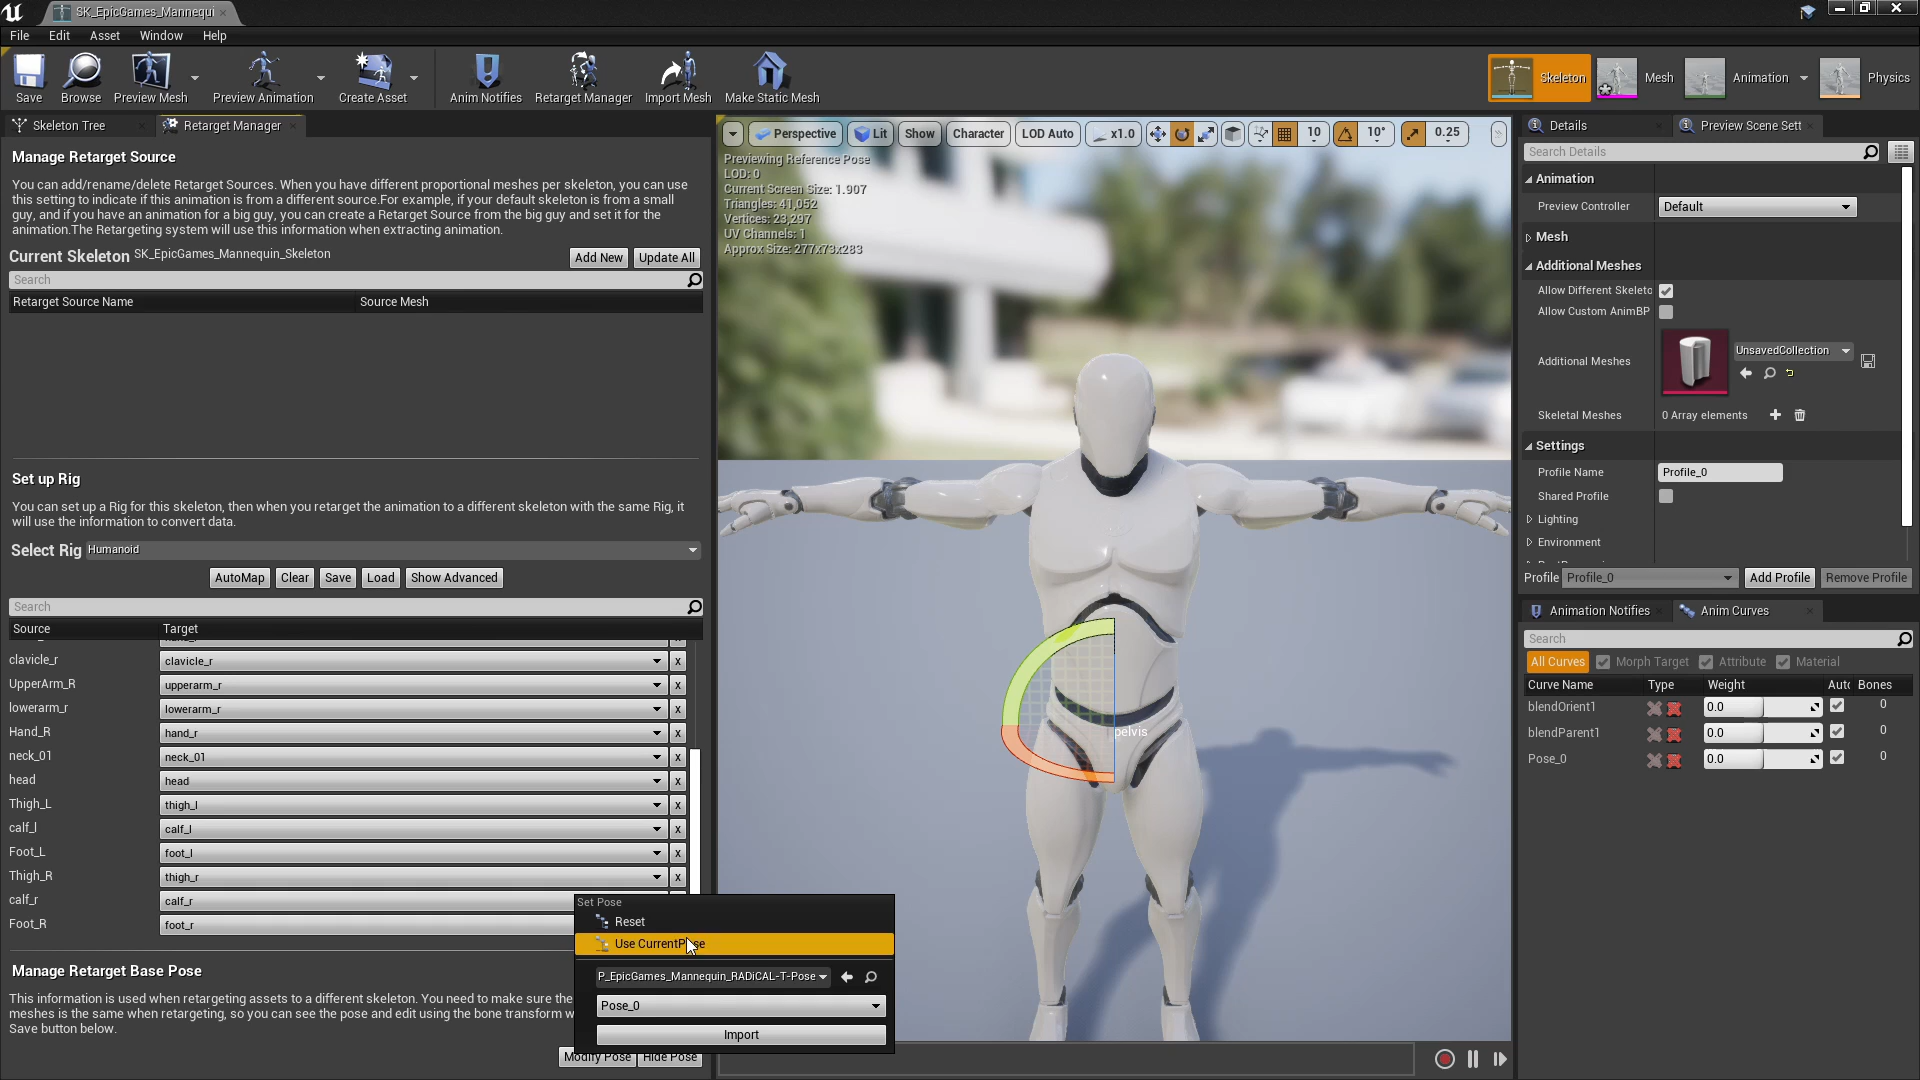 SK_EpicGames_Mannequi
File Edit Asset Window Help
Save Browse Preview Mesh Preview Animation Create Asset Anim Notifies Retarget Manager Import Mesh Make Static Mesh
Skeleton Mesh Animation Physics
Skeleton Tree Retarget Manager
Manage Retarget Source
You can add/rename/delete Retarget Sources. When you have different proportional meshes per skeleton, you can use
this setting to indicate if this animation is from a different source.For example, if your default skeleton is from a small
guy, and if you have an animation for a big guy, you can create a Retarget Source from the big guy and set it for the
animation.The Retargeting system will use this information when extracting animation.
Current Skeleton SK_EpicGames_Mannequin_Skeleton Add New Update All
Search
Retarget Source Name Source Mesh
Set up Rig
You can set up a Rig for this skeleton, then when you retarget the animation to a different skeleton with the same Rig, it
will use the information to convert data.
Select Rig Humanoid
AutoMap Clear Save Load Show Advanced
Search
Source Target
clavicle_r clavicle_r x
UpperArm_R upperarm_r x
lowerarm_r lowerarm_r x
Hand_R hand_r x
neck_01 neck_01 x
head head x
Thigh_L thigh_l x
calf_l calf_l x
Foot_L foot_l x
Thigh_R thigh_r x
calf_r calf_r
Foot_R foot_r
Manage Retarget Base Pose
This information is used when retargeting assets to a different skeleton. You need to make sure the
meshes is the same when retargeting, so you can see the pose and edit using the bone transform w
Save button below.
Modify Pose Hide Pose
Set Pose
Reset
Use CurrentPose
P_EpicGames_Mannequin_RADiCAL-T-Pose
Pose_0
Import
Perspective Lit Show Character LOD Auto x1.0 10 10° 0.25
Previewing Reference Pose
LOD: 0
Current Screen Size: 1.907
Triangles: 41,052
Vertices: 23,297
UV Channels: 1
Approx Size: 277x73x283
pelvis
Details Preview Scene Sett
Search Details
Animation
Preview Controller Default
Mesh
Additional Meshes
Allow Different Skeleto
Allow Custom AnimBP
Additional Meshes UnsavedCollection
Skeletal Meshes 0 Array elements
Settings
Profile Name Profile_0
Shared Profile
Lighting
Environment
Profile Profile_0 Add Profile Remove Profile
Animation Notifies Anim Curves
Search
All Curves Morph Target Attribute Material
Curve Name Type Weight Auto Bones
blendOrient1 0.0 0
blendParent1 0.0 0
Pose_0 0.0 0